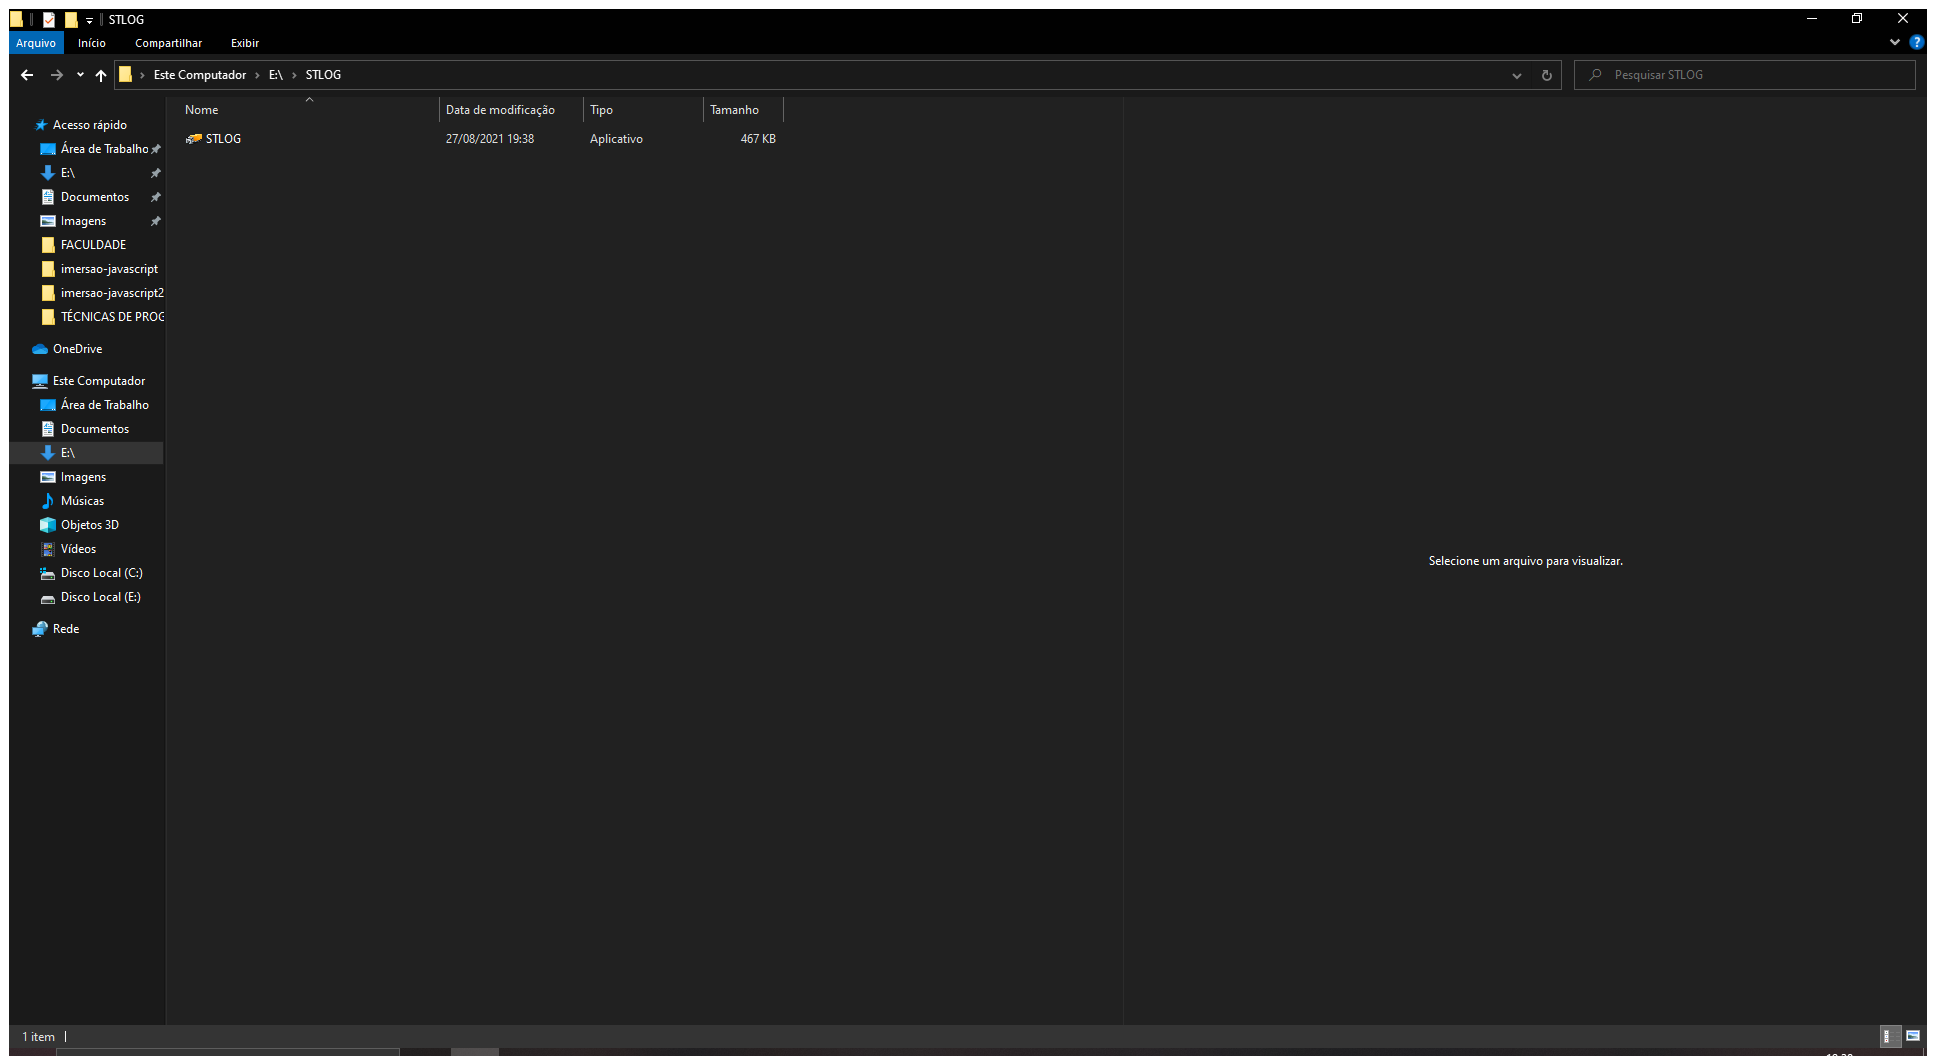 STLOG
Arquivo Início Compartilhar Exibir
Este Computador E:\ STLOG
Pesquisar STLOG
Nome Data de modificação Tipo Tamanho
STLOG 27/08/2021 19:38 Aplicativo 467 KB
Acesso rápido
Área de Trabalho
E:\
Documentos
Imagens
FACULDADE
imersao-javascript
imersao-javascript2
TÉCNICAS DE PROG
OneDrive
Este Computador
Área de Trabalho
Documentos
E:\
Imagens
Músicas
Objetos 3D
Vídeos
Disco Local (C:)
Disco Local (E:)
Rede
Selecione um arquivo para visualizar.
1 item